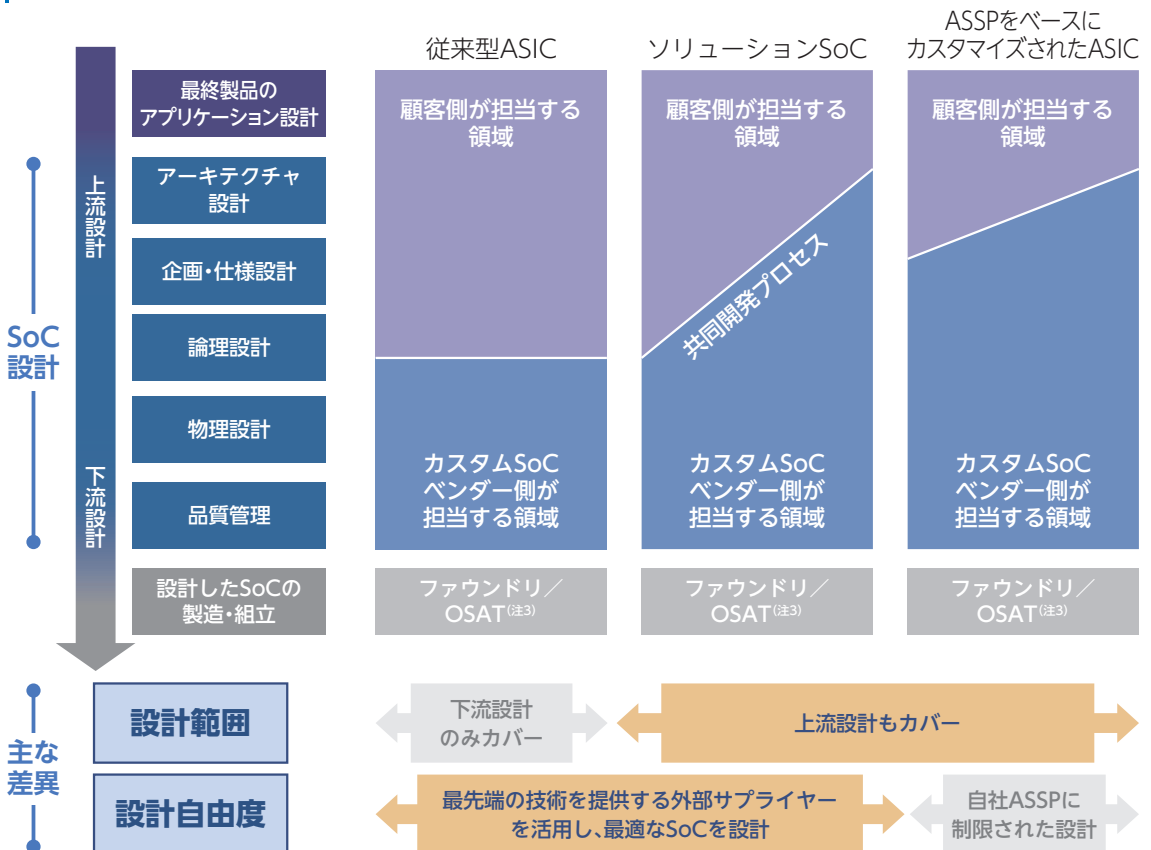 従来型ASIC
ソリューションSoC
ASSPをベースに
カスタマイズされたASIC
最終製品の
アプリケーション設計
顧客側が担当する
領域
顧客側が担当する
領域
顧客側が担当する
領域
SoC
設計
上流設計
下流設計
アーキテクチャ
設計
企画・仕様設計
論理設計
物理設計
品質管理
共同開発プロセス
カスタムSoC
ベンダー側が
担当する領域
カスタムSoC
ベンダー側が
担当する領域
カスタムSoC
ベンダー側が
担当する領域
設計したSoCの
製造・組立
ファウンドリ／
OSAT(注3)
ファウンドリ／
OSAT(注3)
ファウンドリ／
OSAT(注3)
主な
差異
設計範囲
下流設計
のみカバー
上流設計もカバー
設計自由度
最先端の技術を提供する外部サプライヤー
を活用し、最適なSoCを設計
自社ASSPに
制限された設計